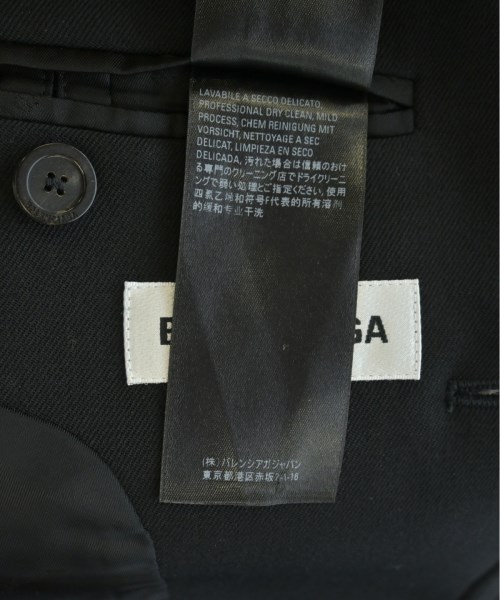 LAVABILE A SECCO DELICATO,
PROFESSIONAL DRY CLEAN, MILD
PROCESS, CHEM REINIGUNG MIT
VORSICHT, NETTOYAGE A SEC
DELICAT, LIMPIEZA EN SECO
DELICADA, 汚れた場合は信頼のおけ
る専門のクリーニング店でドライクリーニ
ングで弱い処理とご指定ください, 使用
四氯乙烯和符号F代表的所有溶剂
的缓和专业干洗
B GA
(株) バレンシアガジャパン
東京都港区赤坂7-1-16